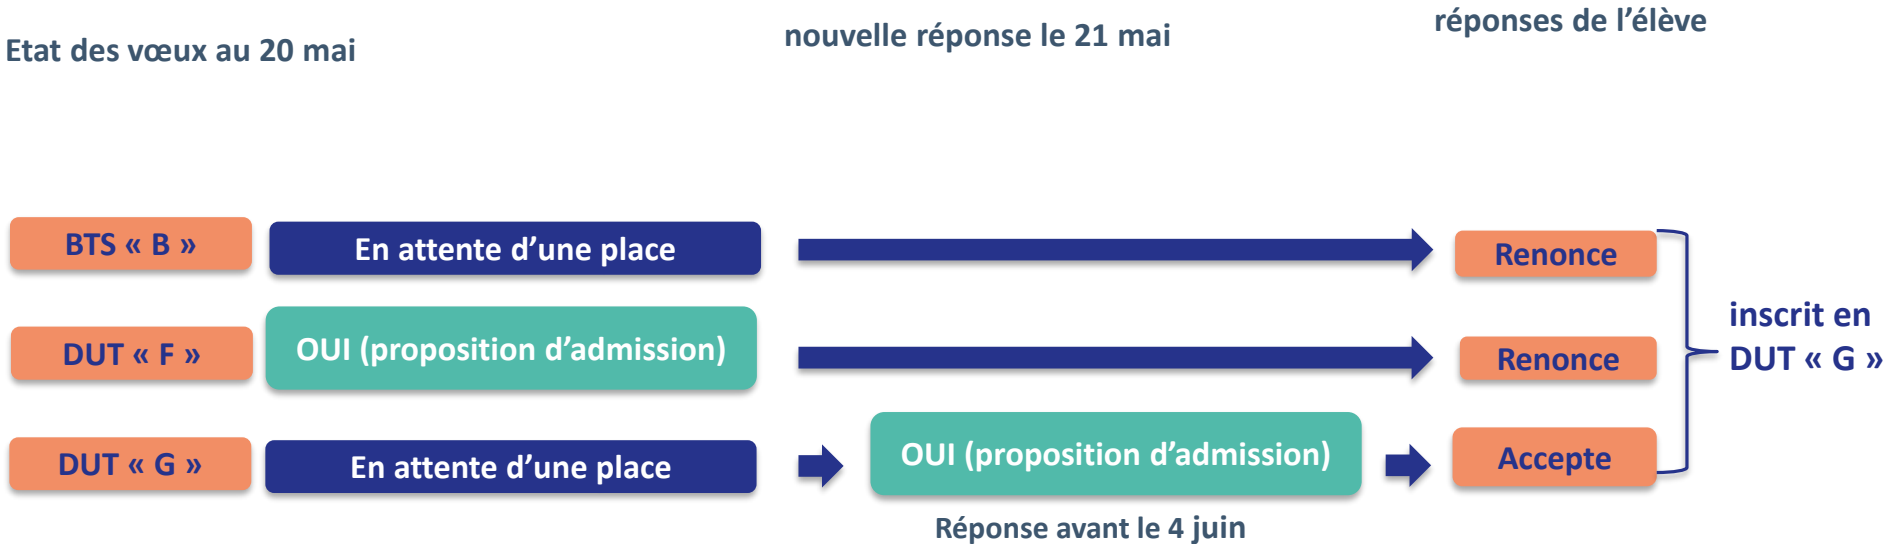 Etat des vœux au 20 mai
nouvelle réponse le 21 mai
réponses de l’élève
BTS « B »
En attente d’une place
Renonce
DUT « F »
OUI (proposition d’admission)
Renonce
inscrit en
DUT « G »
DUT « G »
En attente d’une place
OUI (proposition d’admission)
Accepte
Réponse avant le 4 juin